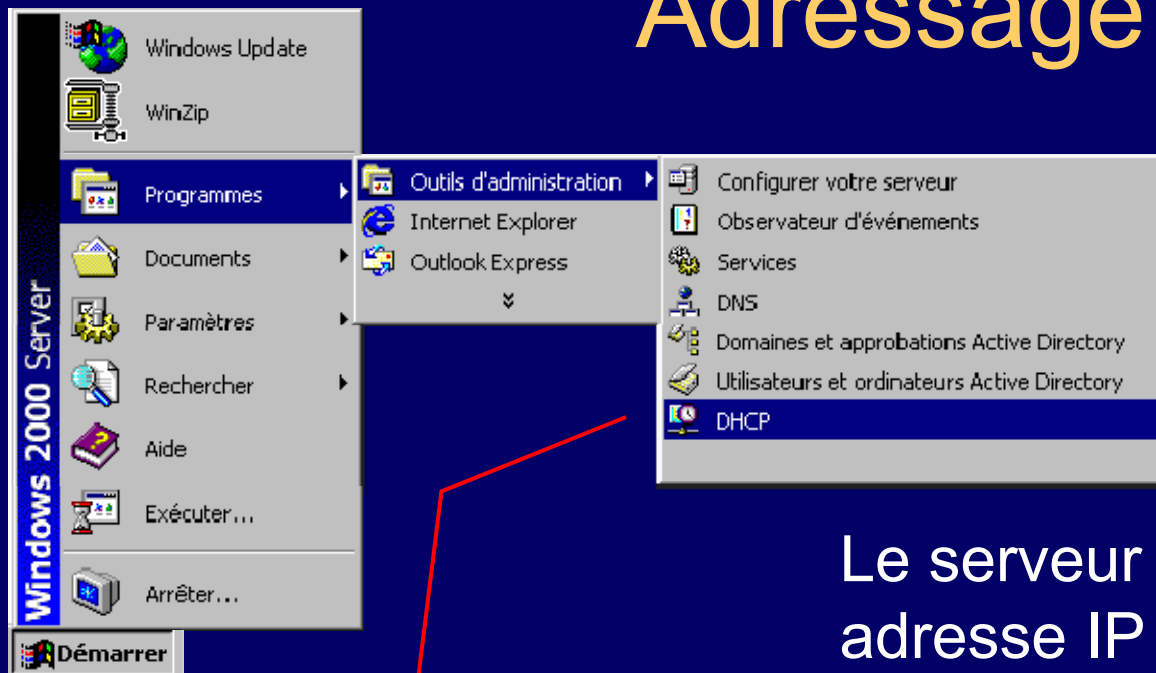 Adressage
Windows Update
WinZip
Programmes
Documents
Paramètres
Rechercher
Aide
Exécuter...
Arrêter...
Windows 2000 Server
Démarrer
Outils d'administration
Internet Explorer
Outlook Express
Configurer votre serveur
Observateur d'événements
Services
DNS
Domaines et approbations Active Directory
Utilisateurs et ordinateurs Active Directory
DHCP
Le serveur
adresse IP